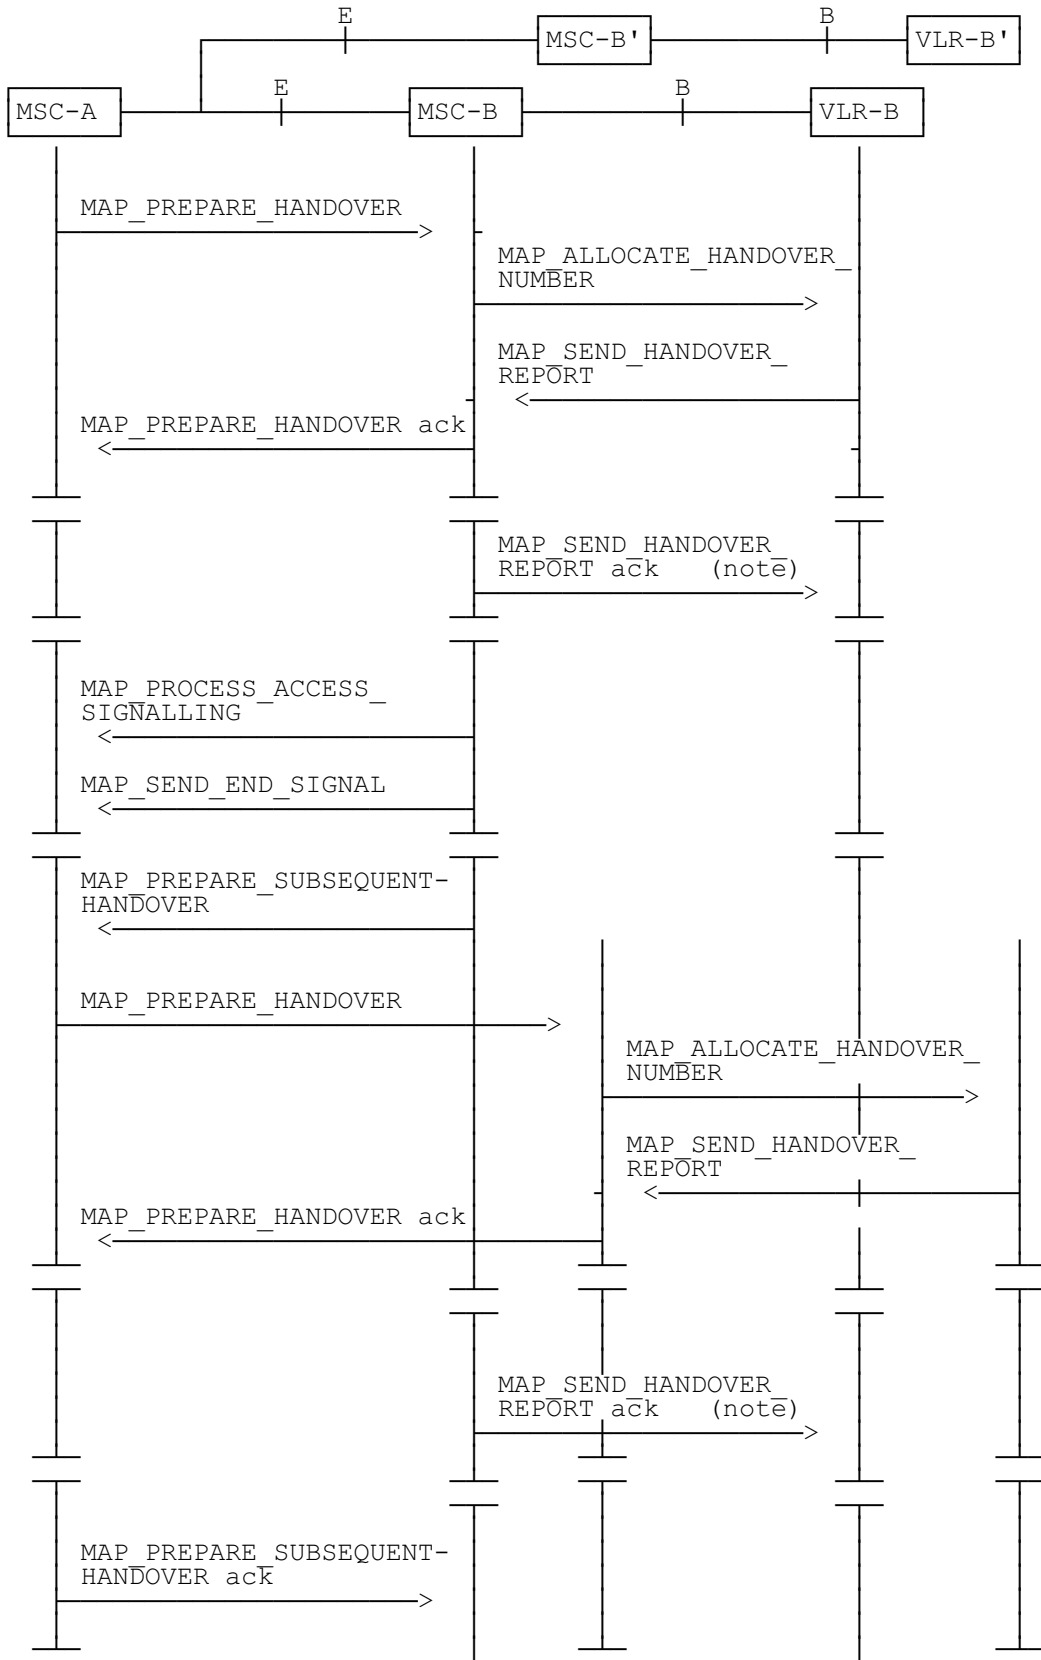 E
B
MSC-B'
VLR-B'
E
B
MSC-A
MSC-B
VLR-B
MAP_PREPARE_HANDOVER
MAP_ALLOCATE_HANDOVER_
NUMBER
MAP_SEND_HANDOVER_
REPORT
MAP_PREPARE_HANDOVER ack
MAP_SEND_HANDOVER_
REPORT ack (note)
MAP_PROCESS_ACCESS_
SIGNALLING
MAP_SEND_END_SIGNAL
MAP_PREPARE_SUBSEQUENT-
HANDOVER
MAP_PREPARE_HANDOVER
MAP_ALLOCATE_HANDOVER_
NUMBER
MAP_SEND_HANDOVER_
REPORT
MAP_PREPARE_HANDOVER ack
MAP_SEND_HANDOVER_
REPORT ack (note)
MAP_PREPARE_SUBSEQUENT-
HANDOVER ack